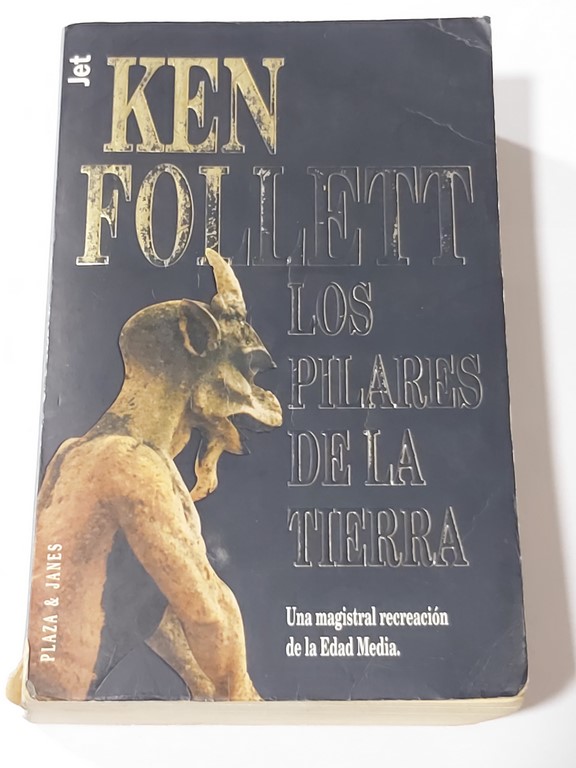 Jet
KEN
FOLLETT
LOS
PILARES
DE LA
TIERRA
Una magistral recreación
de la Edad Media.
PLAZA & JANES